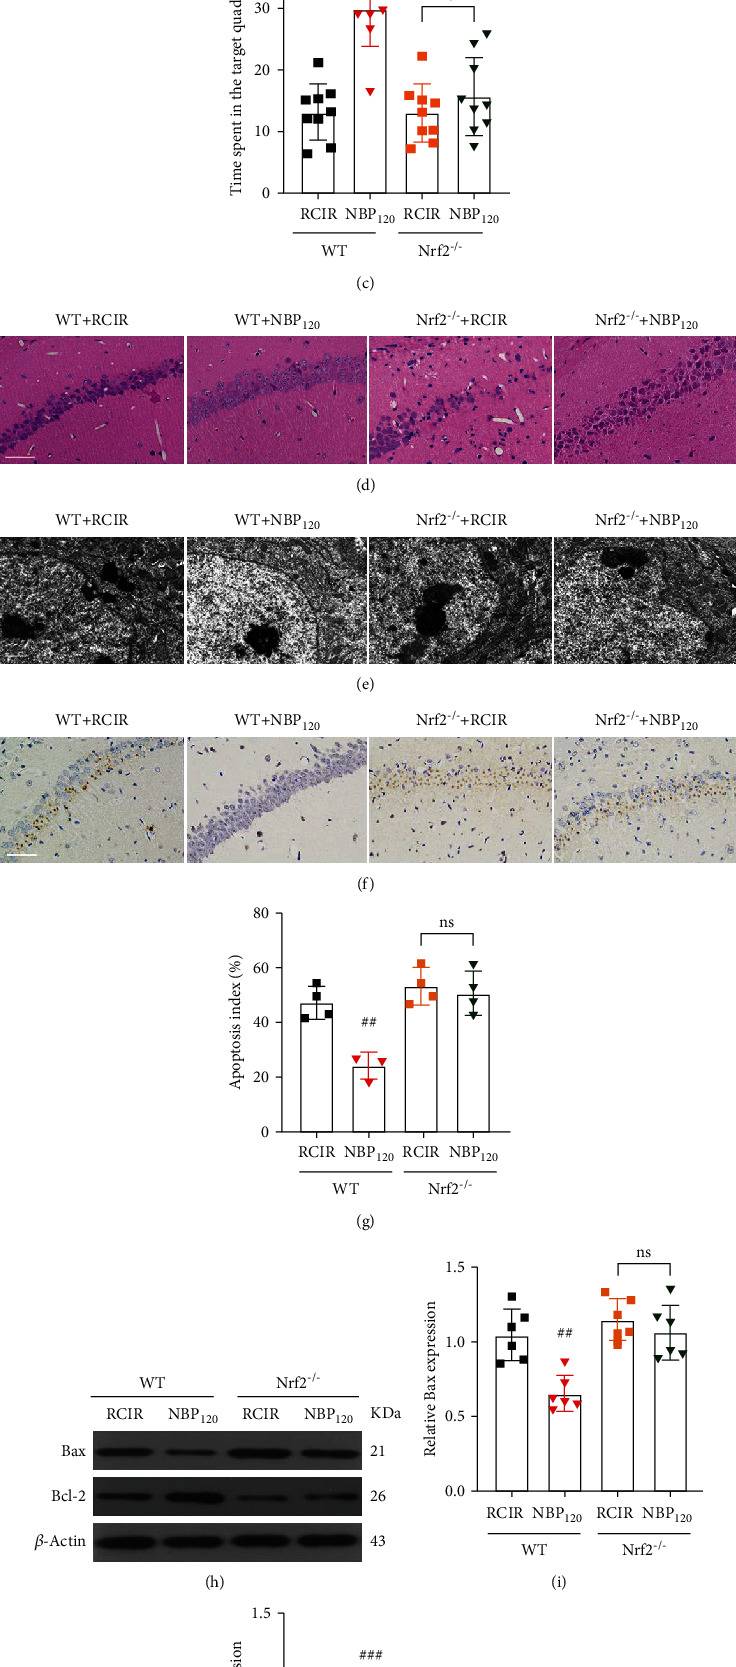 Time spent in the target quad
30
20
10
0
RCIR NBP120 RCIR NBP120
WT Nrf2-/-
(c)
WT+RCIR WT+NBP120 Nrf2-/-+RCIR Nrf2-/-+NBP120
(d)
WT+RCIR WT+NBP120 Nrf2-/-+RCIR Nrf2-/-+NBP120
(e)
WT+RCIR WT+NBP120 Nrf2-/-+RCIR Nrf2-/-+NBP120
(f)
Apoptosis index (%)
80
60
40
20
0
ns
##
RCIR NBP120 RCIR NBP120
WT Nrf2-/-
(g)
WT Nrf2-/-
RCIR NBP120 RCIR NBP120 KDa
Bax 21
Bcl-2 26
β-Actin 43
(h)
Relative Bax expression
1.5
1.0
0.5
0.0
ns
##
RCIR NBP120 RCIR NBP120
WT Nrf2-/-
(i)
1.5
###